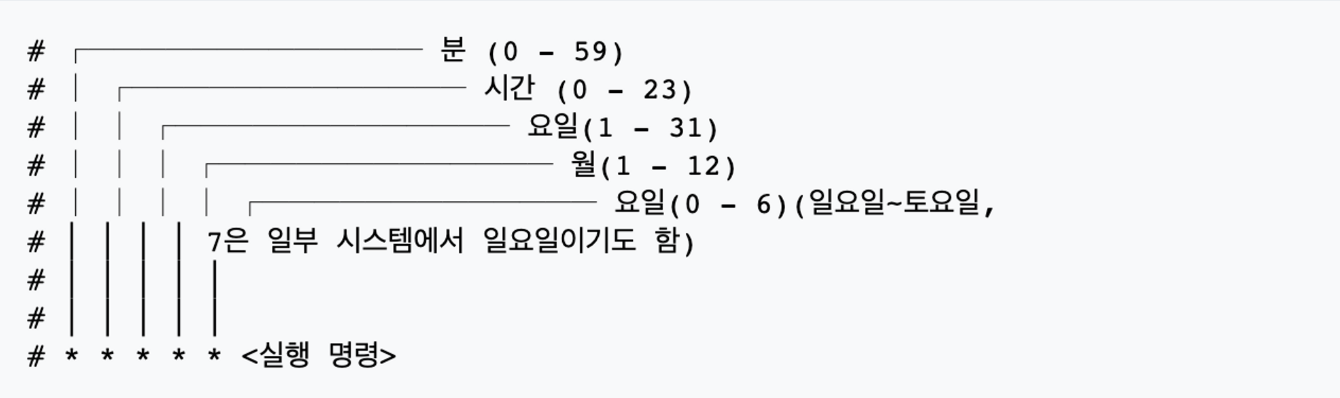 # ┌───────────── 분 (0 - 59)
# │ ┌───────────── 시간 (0 - 23)
# │ │ ┌───────────── 요일(1 - 31)
# │ │ │ ┌───────────── 월(1 - 12)
# │ │ │ │ ┌───────────── 요일(0 - 6)(일요일~토요일,
# │ │ │ │ 7은 일부 시스템에서 일요일이기도 함)
# │ │ │ │ │
# │ │ │ │ │
# * * * * * <실행 명령>